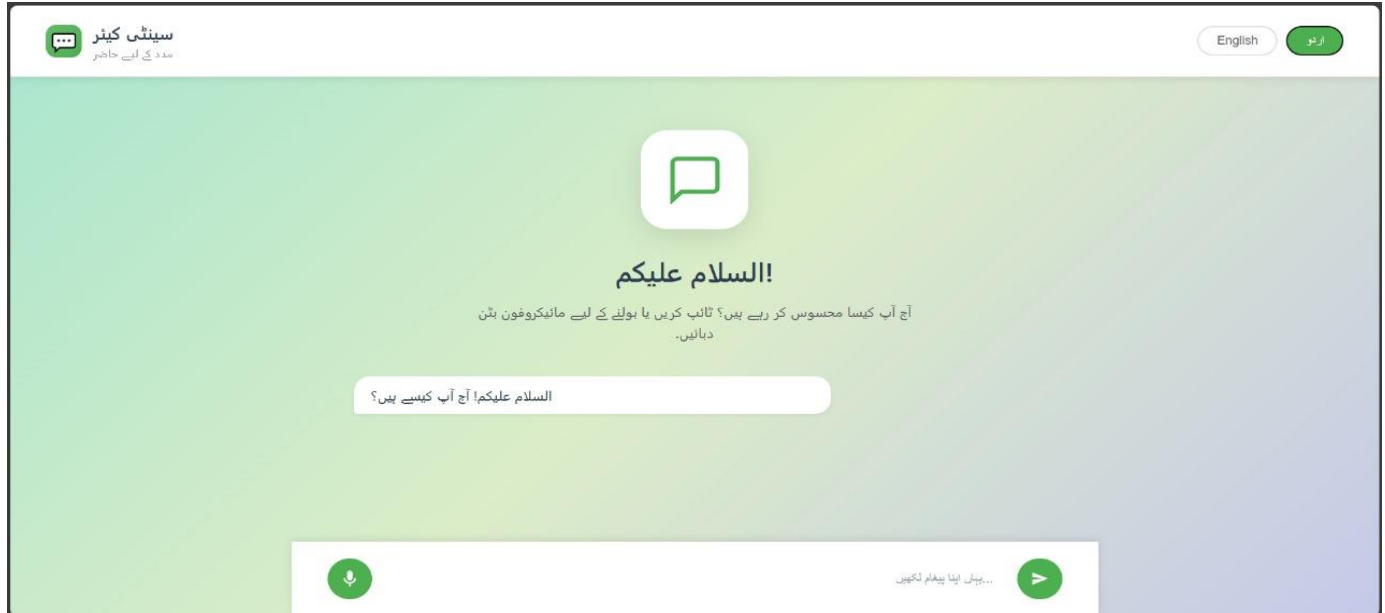 سینٹی کیئر
مدد کے لیے حاضر
English
اردو
السلام علیکم!
آج آپ کیسا محسوس کر رہے ہیں؟ ٹائپ کریں یا بولنے کے لیے مائیکروفون بٹن
دبائیں۔
السلام علیکم! آج آپ کیسے ہیں؟
یہاں اپنا پیغام لکھیں...